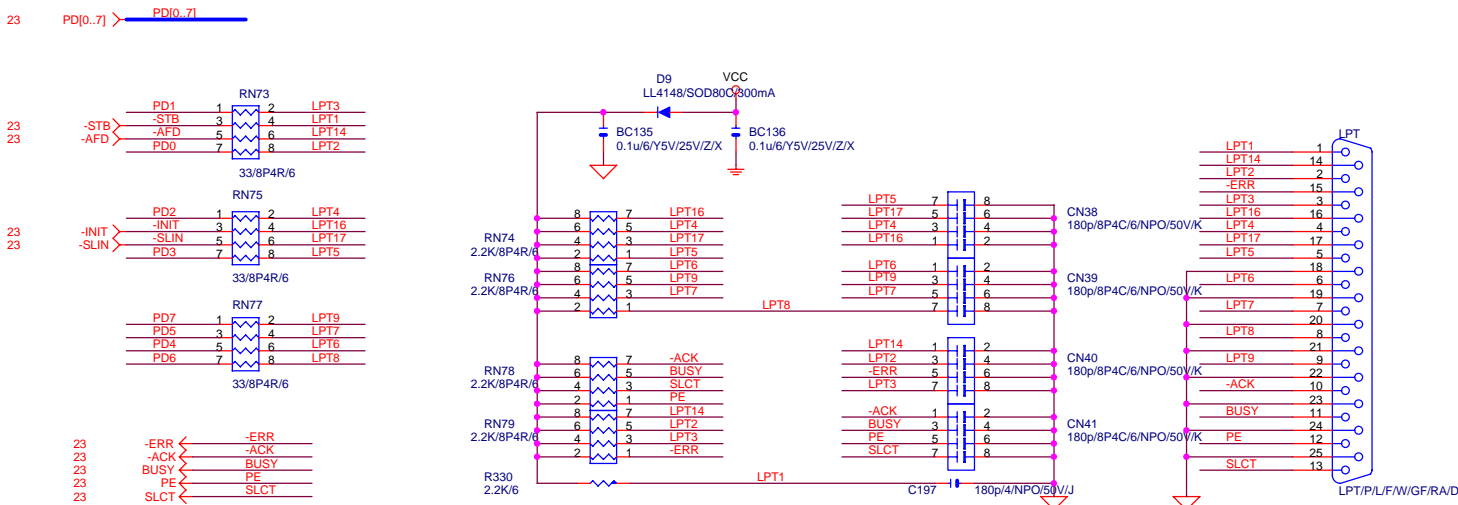 23 PD[0..7] PD[0..7]
RN73
PD1 1 2 LPT3
23 -STB -STB 3 4 LPT1
23 -AFD -AFD 5 6 LPT14
PD0 7 8 LPT2
33/8P4R/6
RN75
PD2 1 2 LPT4
23 -INIT -INIT 3 4 LPT16
23 -SLIN -SLIN 5 6 LPT17
PD3 7 8 LPT5
33/8P4R/6
RN77
PD7 1 2 LPT9
PD5 3 4 LPT7
PD4 5 6 LPT6
PD6 7 8 LPT8
33/8P4R/6
23 -ERR -ERR
23 -ACK -ACK
23 BUSY BUSY
23 PE PE
23 SLCT SLCT
D9 VCC
LL4148/SOD80C/300mA
BC135
0.1u/6/Y5V/25V/Z/X
BC136
0.1u/6/Y5V/25V/Z/X
8 7 LPT16
6 5 LPT4
RN74 4 3 LPT17
2.2K/8P4R/6 2 1 LPT5
8 7 LPT6
RN76 6 5 LPT9
2.2K/8P4R/6 4 3 LPT7
2 1 LPT8
8 7 -ACK
RN78 6 5 BUSY
2.2K/8P4R/6 4 3 SLCT
2 1 PE
8 7 LPT14
RN79 6 5 LPT2
2.2K/8P4R/6 4 3 LPT3
2 1 -ERR
R330 LPT1
2.2K/6
LPT5 7 8
LPT17 5 6 CN38
LPT4 3 4 180p/8P4C/6/NPO/50V/K
LPT16 1 2
LPT6 1 2
LPT9 3 4 CN39
LPT7 5 6 180p/8P4C/6/NPO/50V/K
7 8
LPT14 1 2
LPT2 3 4 CN40
-ERR 5 6 180p/8P4C/6/NPO/50V/K
LPT3 7 8
-ACK 1 2
BUSY 3 4 CN41
PE 5 6 180p/8P4C/6/NPO/50V/K
SLCT 7 8
C197 180p/4/NPO/50V/J
LPT
LPT1 1
LPT14 14
LPT2 2
-ERR 15
LPT3 3
LPT16 16
LPT4 4
LPT17 17
LPT5 5
18
LPT6 6
19
LPT7 7
20
LPT8 8
21
LPT9 9
22
-ACK 10
23
BUSY 11
24
PE 12
25
SLCT 13
LPT/P/L/F/W/GF/RA/D